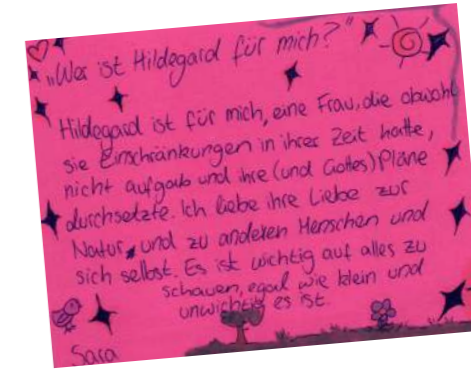 „Wer ist Hildegard für mich?"
Hildegard ist für mich, eine Frau, die obwohl
sie Einschränkungen in ihrer Zeit hatte,
nicht aufgab und ihre (und Gottes) Pläne
durchsetzte. Ich liebe ihre Liebe zur
Natur, und zu anderen Menschen und
sich selbst. Es ist wichtig auf alles zu
schauen, egal wie klein und
unwichtig es ist.
Sara